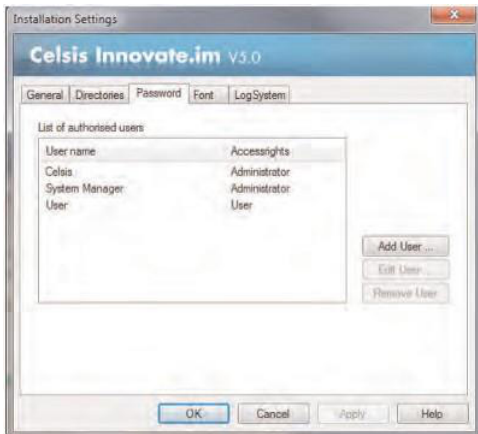 Installation Settings
Celsis Innovate.im V5.0
General Directories Password Font LogSystem
List of authorised users
User name Accessrights
Celsis Administrator
System Manager Administrator
User User
Add User ...
Edit User ...
Remove User
OK Cancel Apply Help